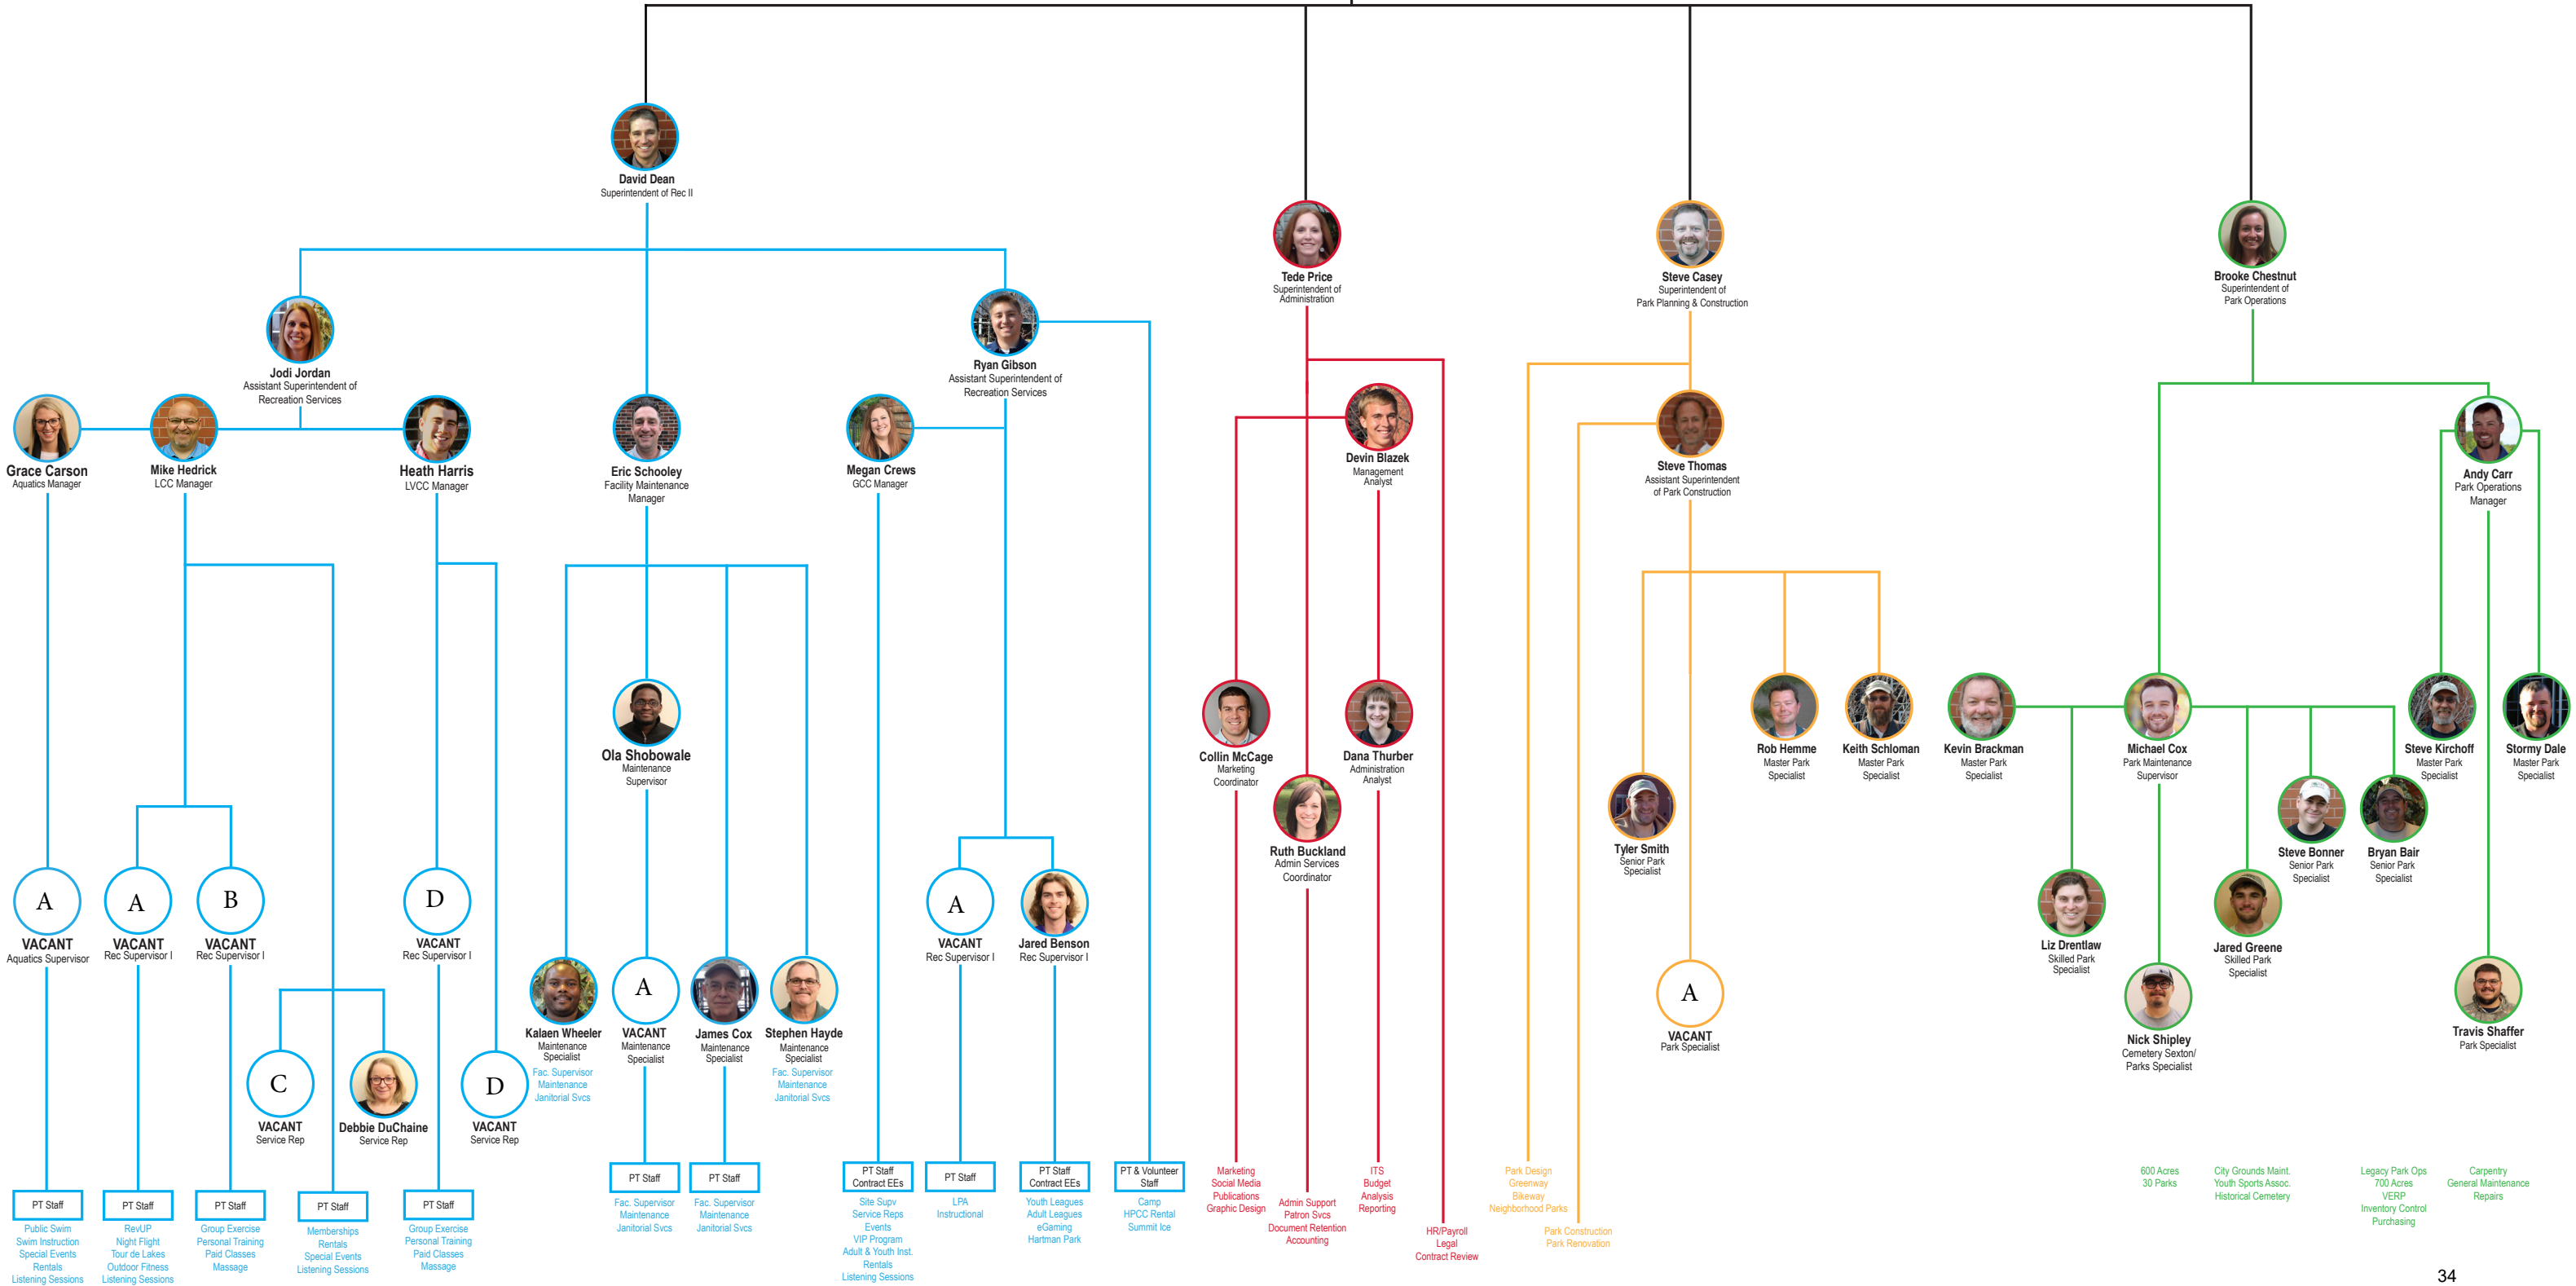 David Dean
Superintendent of Rec II
Tede Price
Superintendent of
Administration
Steve Casey
Superintendent of
Park Planning & Construction
Brooke Chestnut
Superintendent of
Park Operations
Jodi Jordan
Assistant Superintendent of
Recreation Services
Ryan Gibson
Assistant Superintendent of
Recreation Services
Grace Carson
Aquatics Manager
Mike Hedrick
LCC Manager
Heath Harris
LVCC Manager
Eric Schooley
Facility Maintenance
Manager
Megan Crews
GCC Manager
Devin Blazek
Management
Analyst
Steve Thomas
Assistant Superintendent
of Park Construction
Andy Carr
Park Operations
Manager
Ola Shobowale
Maintenance
Supervisor
Collin McCage
Marketing
Coordinator
Dana Thurber
Administration
Analyst
Ruth Buckland
Admin Services
Coordinator
Rob Hemme
Master Park
Specialist
Keith Schloman
Master Park
Specialist
Kevin Brackman
Master Park
Specialist
Michael Cox
Park Maintenance
Supervisor
Steve Kirchoff
Master Park
Specialist
Stormy Dale
Master Park
Specialist
Tyler Smith
Senior Park
Specialist
Steve Bonner
Senior Park
Specialist
Bryan Bair
Senior Park
Specialist
A
VACANT
Aquatics Supervisor
A
VACANT
Rec Supervisor I
B
VACANT
Rec Supervisor I
D
VACANT
Rec Supervisor I
A
VACANT
Rec Supervisor I
Jared Benson
Rec Supervisor I
Liz Drentlaw
Skilled Park
Specialist
Jared Greene
Skilled Park
Specialist
Kalaen Wheeler
Maintenance
Specialist
Fac. Supervisor
Maintenance
Janitorial Svcs
A
VACANT
Maintenance
Specialist
James Cox
Maintenance
Specialist
Stephen Hayde
Maintenance
Specialist
Fac. Supervisor
Maintenance
Janitorial Svcs
A
VACANT
Park Specialist
Nick Shipley
Cemetery Sexton/
Parks Specialist
Travis Shaffer
Park Specialist
C
VACANT
Service Rep
Debbie DuChaine
Service Rep
D
VACANT
Service Rep
PT Staff
Public Swim
Swim Instruction
Special Events
Rentals
Listening Sessions
PT Staff
RevUP
Night Flight
Tour de Lakes
Outdoor Fitness
Listening Sessions
PT Staff
Group Exercise
Personal Training
Paid Classes
Massage
PT Staff
Memberships
Rentals
Special Events
Listening Sessions
PT Staff
Group Exercise
Personal Training
Paid Classes
Massage
PT Staff
Fac. Supervisor
Maintenance
Janitorial Svcs
PT Staff
Fac. Supervisor
Maintenance
Janitorial Svcs
PT Staff
Contract EEs
Site Supv
Service Reps
Events
VIP Program
Adult & Youth Inst.
Rentals
Listening Sessions
PT Staff
LPA
Instructional
PT Staff
Contract EEs
Youth Leagues
Adult Leagues
eGaming
Hartman Park
PT & Volunteer
Staff
Camp
HPCC Rental
Summit Ice
Marketing
Social Media
Publications
Graphic Design
Admin Support
Patron Svcs
Document Retention
Accounting
ITS
Budget
Analysis
Reporting
HR/Payroll
Legal
Contract Review
Park Design
Greenway
Bikeway
Neighborhood Parks
Park Construction
Park Renovation
600 Acres
30 Parks
City Grounds Maint.
Youth Sports Assoc.
Historical Cemetery
Legacy Park Ops
700 Acres
VERP
Inventory Control
Purchasing
Carpentry
General Maintenance
Repairs
34